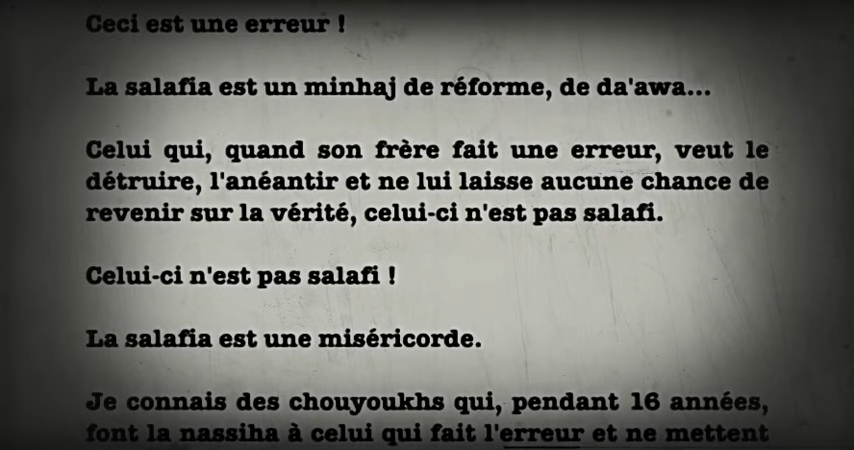 Ceci est une erreur !
La salafia est un minhaj de réforme, de da'awa...
Celui qui, quand son frère fait une erreur, veut le
détruire, l'anéantir et ne lui laisse aucune chance de
revenir sur la vérité, celui-ci n'est pas salafi.
Celui-ci n'est pas salafi !
La salafia est une miséricorde.
Je connais des chouyoukhs qui, pendant 16 années,
font la nassiha à celui qui fait l'erreur et ne mettent